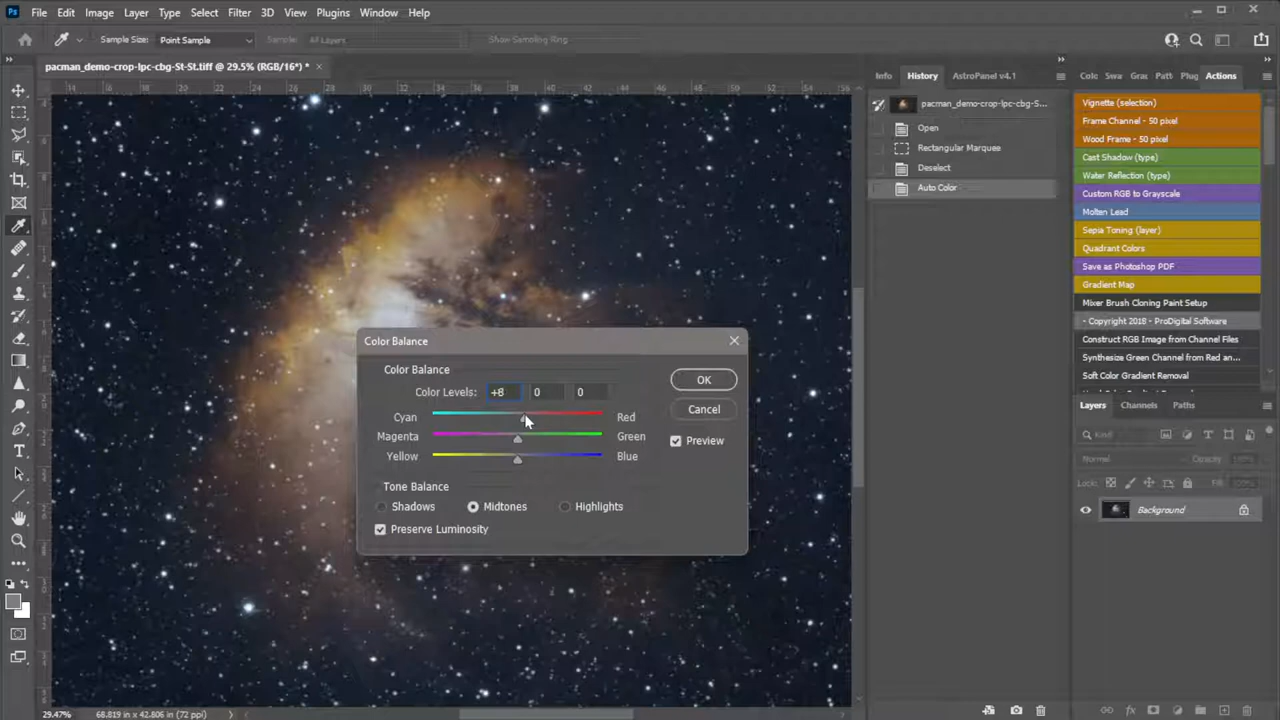 Ps File Edit Image Layer Type Select Filter 3D View Plugins Window Help
Sample Size: Point Sample Sample: All Layers Show Sampling Ring
pacman_demo-crop-lpc-cbg-St-St.tiff @ 29.5% (RGB/16*) * ×
Info History AstroPanel v4.1
pacman_demo-crop-lpc-cbg-S...
Open
Rectangular Marquee
Deselect
Auto Color
Swa Patt Plug Actions
Vignette (selection)
Frame Channel - 50 pixel
Wood Frame - 50 pixel
Cast Shadow (type)
Water Reflection (type)
Custom RGB to Grayscale
Molten Lead
Sepia Toning (layer)
Quadrant Colors
Save as Photoshop PDF
Gradient Map
Mixer Brush Cloning Paint Setup
- Copyright 2018 - ProDigital Software
Construct RGB Image from Channel Files
Synthesize Green Channel from Red an...
Soft Color Gradient Removal
Layers Channels Paths
Kind
Normal Opacity: 100%
Lock: Fill: 100%
Background
Color Balance
Color Balance
Color Levels: +8 0 0
Cyan Red
Magenta Green
Yellow Blue
Tone Balance
Shadows Midtones Highlights
Preserve Luminosity
OK
Cancel
Preview
29.47% 68.819 in x 42.806 in (72 ppi)